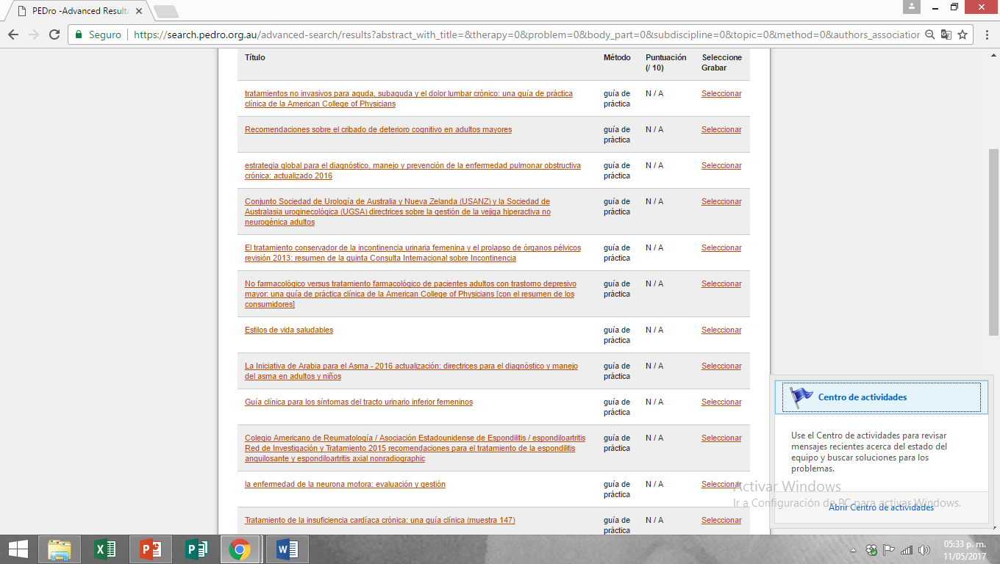 PEDro -Advanced Result
Seguro
https://search.pedro.org.au/advanced-search/results?abstract_with_title=&therapy=0&problem=0&body_part=0&subdiscipline=0&topic=0&method=0&authors_association
Título Método Puntuación (/ 10) Seleccione Grabar
tratamientos no invasivos para aguda, subaguda y el dolor lumbar crónico: una guía de práctica
clínica de la American College of Physicians
guía de
práctica
N / A
Seleccionar
Recomendaciones sobre el cribado de deterioro cognitivo en adultos mayores
guía de
práctica
N / A
Seleccionar
estrategia global para el diagnóstico, manejo y prevención de la enfermedad pulmonar obstructiva
crónica: actualizado 2016
guía de
práctica
N / A
Seleccionar
Conjunto Sociedad de Urología de Australia y Nueva Zelanda (USANZ) y la Sociedad de
Australasia uroginecológica (UGSA) directrices sobre la gestión de la vejiga hiperactiva no
neurogénica adultos
guía de
práctica
N / A
Seleccionar
El tratamiento conservador de la incontinencia urinaria femenina y el prolapso de órganos pélvicos
revisión 2013: resumen de la quinta Consulta Internacional sobre Incontinencia
guía de
práctica
N / A
Seleccionar
No farmacológico versus tratamiento farmacológico de pacientes adultos con trastorno depresivo
mayor: una guía de práctica clínica de la American College of Physicians [con el resumen de los
consumidores]
guía de
práctica
N / A
Seleccionar
Estilos de vida saludables
guía de
práctica
N / A
Seleccionar
La Iniciativa de Arabia para el Asma - 2016 actualización: directrices para el diagnóstico y manejo
del asma en adultos y niños
guía de
práctica
N / A
Seleccionar
Guía clínica para los síntomas del tracto urinario inferior femeninos
guía de
práctica
N / A
Seleccionar
Colegio Americano de Reumatología / Asociación Estadounidense de Espondilitis / espondiloartritis
Red de Investigación y Tratamiento 2015 recomendaciones para el tratamiento de la espondilitis
anquilosante y espondiloartritis axial nonradiographic
guía de
práctica
N / A
Seleccionar
la enfermedad de la neurona motora: evaluación y gestión
guía de
práctica
N / A
Seleccionar
Tratamiento de la insuficiencia cardíaca crónica: una guía clínica (muestra 147)
guía de
práctica
N / A
Seleccionar
Centro de actividades
Use el Centro de actividades para revisar
mensajes recientes acerca del estado del
equipo y buscar soluciones para los
problemas.
Abrir Centro de actividades
Activar Windows
Ir a Configuración de PC para activar Windows.
05:33 p. m.
11/05/2017